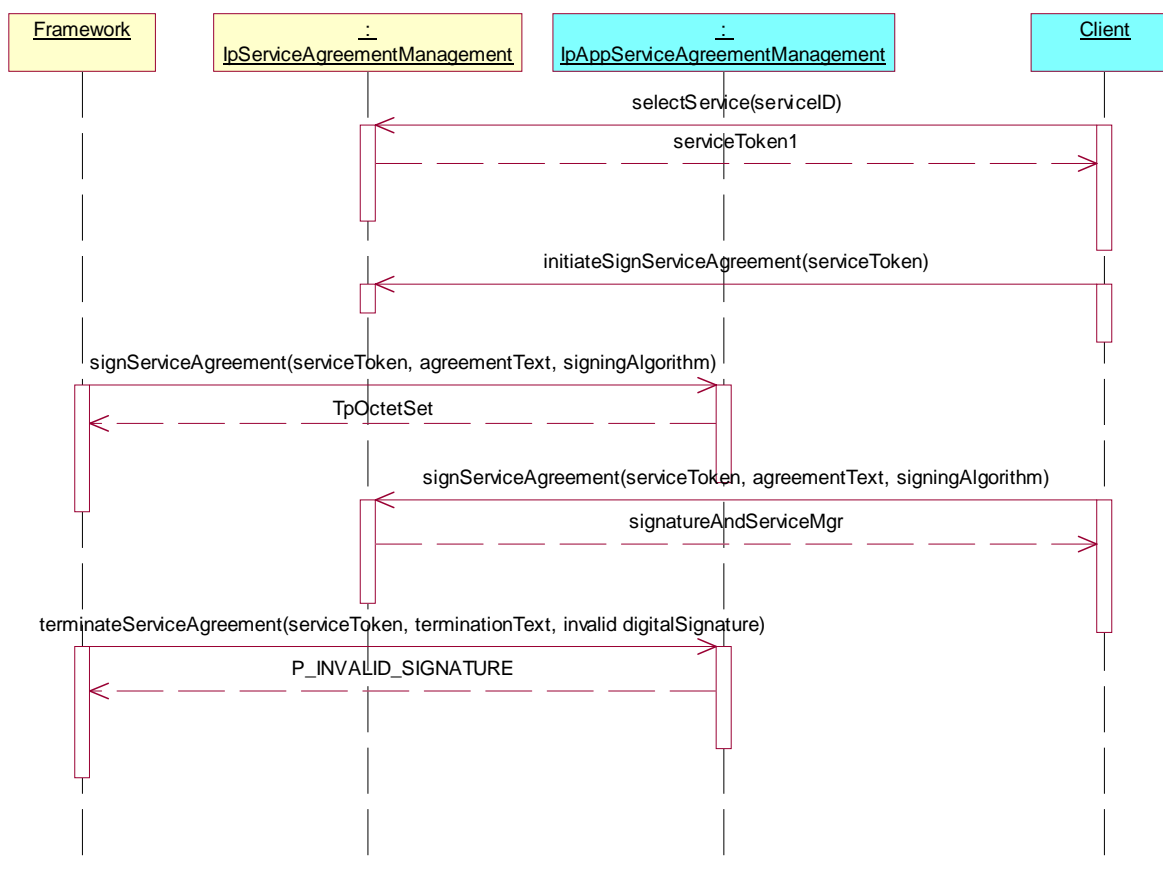 Framework
:
IpServiceAgreementManagement
:
IpAppServiceAgreementManagement
Client
selectService(serviceID)
serviceToken1
initiateSignServiceAgreement(serviceToken)
signServiceAgreement(serviceToken, agreementText, signingAlgorithm)
TpOctetSet
signServiceAgreement(serviceToken, agreementText, signingAlgorithm)
signatureAndServiceMgr
terminateServiceAgreement(serviceToken, terminationText, invalid digitalSignature)
P_INVALID_SIGNATURE